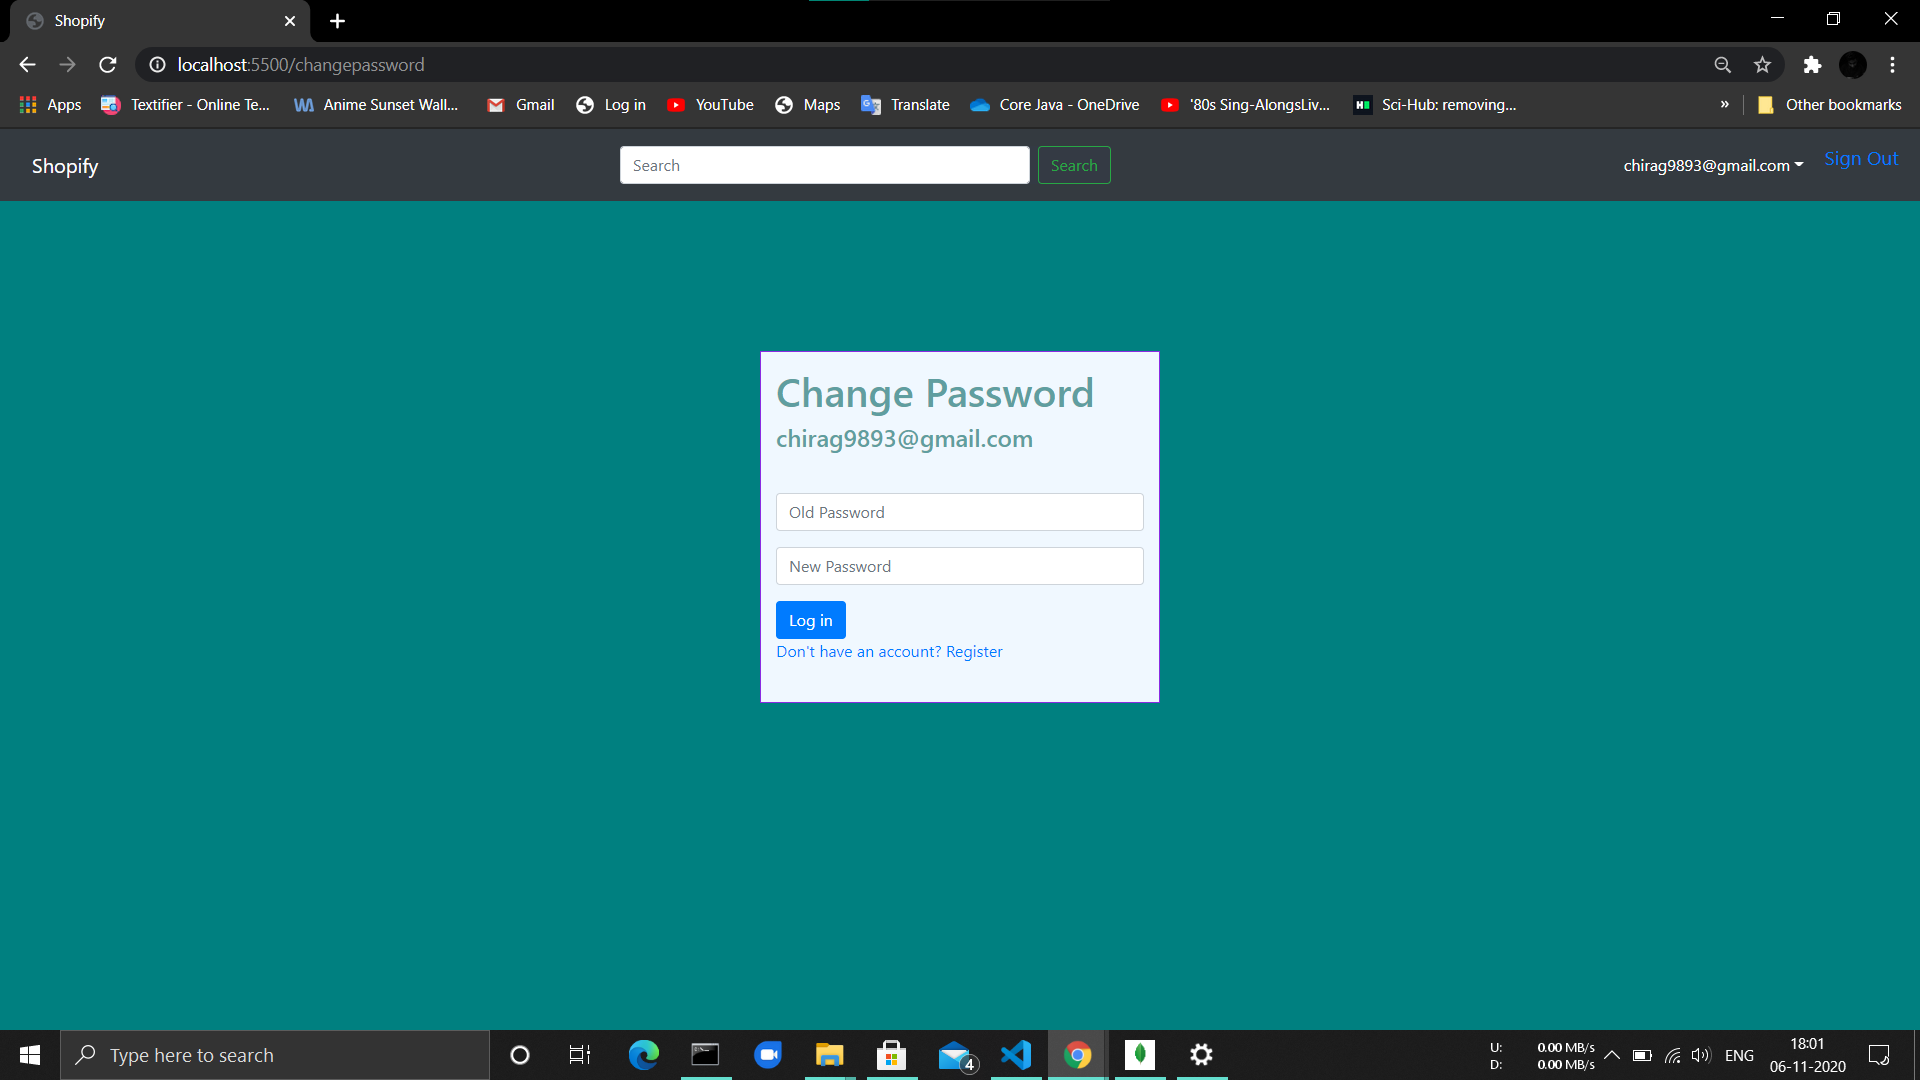 Shopify
localhost:5500/changepassword
Apps Textifier - Online Te... Anime Sunset Wall... Gmail Log in YouTube Maps Translate Core Java - OneDrive '80s Sing-AlongsLiv... Sci-Hub: removing... » Other bookmarks
Shopify Search Search chirag9893@gmail.com Sign Out
Change Password
chirag9893@gmail.com
Old Password
New Password
Log in
Don't have an account? Register
Type here to search
4
U: 0.00 MB/s
D: 0.00 MB/s
ENG
18:01
06-11-2020